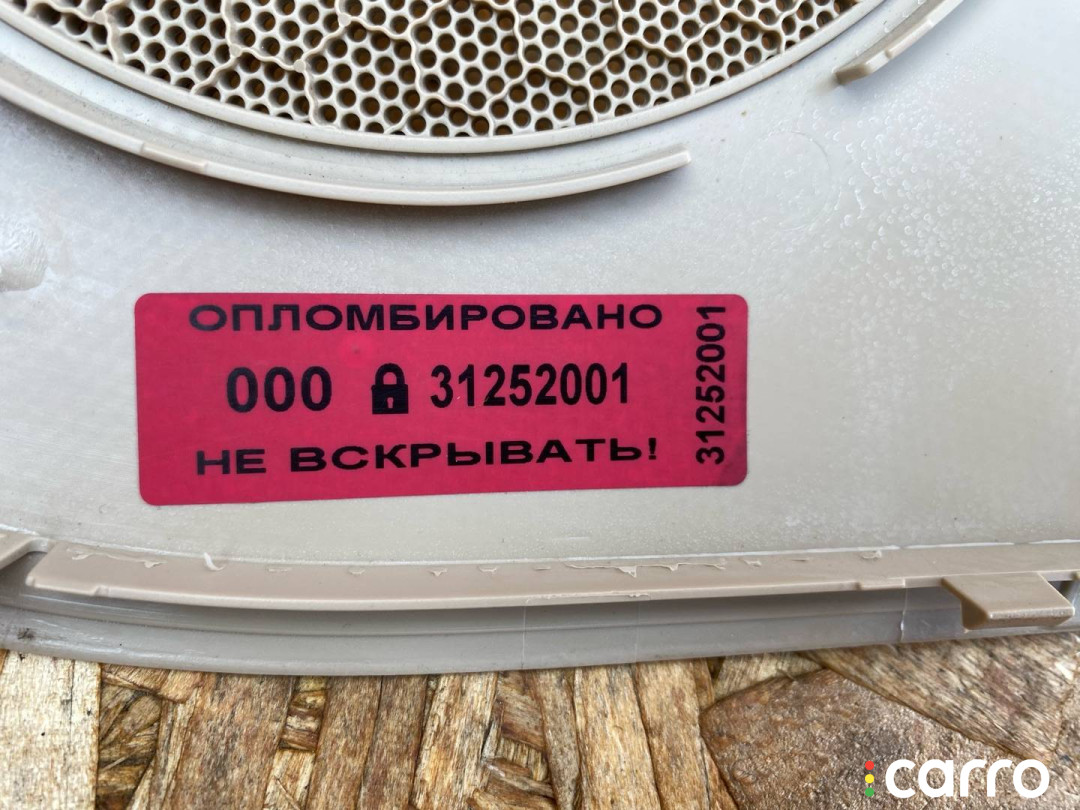 ОПЛОМБИРОВАНО
000 31252001
НЕ ВСКРЫВАТЬ!
31252001
carro